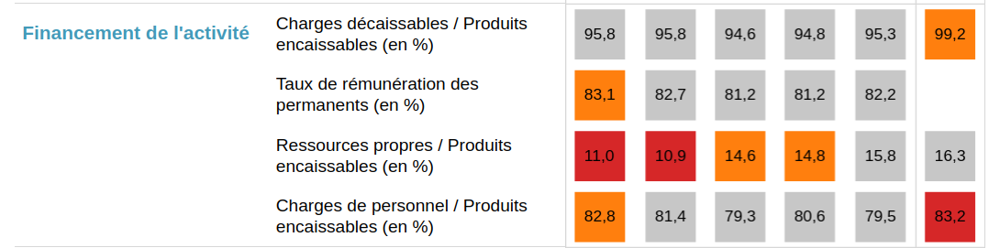 Financement de l'activité
Charges décaissables / Produits
encaissables (en %)
95,8 95,8 94,6 94,8 95,3 99,2
Taux de rémunération des
permanents (en %)
83,1 82,7 81,2 81,2 82,2
Ressources propres / Produits
encaissables (en %)
11,0 10,9 14,6 14,8 15,8 16,3
Charges de personnel / Produits
encaissables (en %)
82,8 81,4 79,3 80,6 79,5 83,2